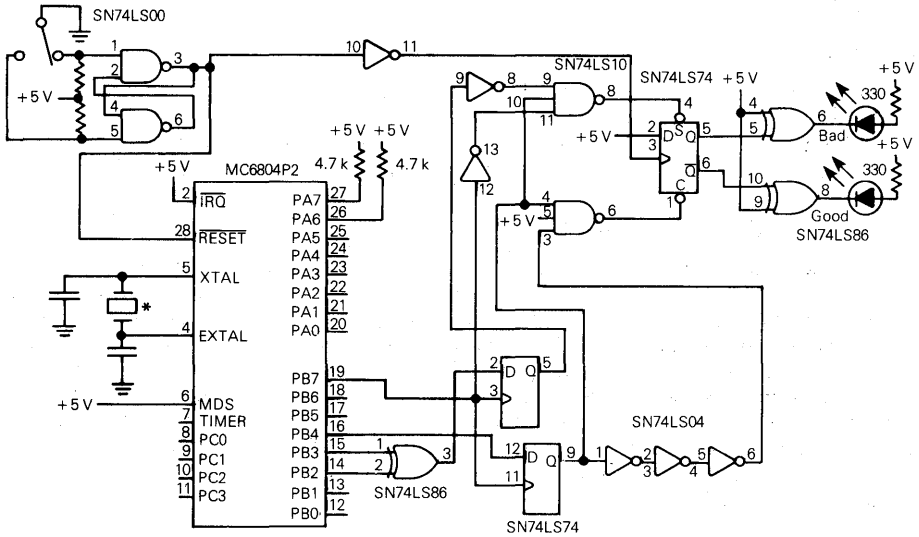 SN74LS00
1
2
3
4
5
6
+5 V
10
11
SN74LS10
9
8
9
10
11
8
13
12
SN74LS74
+5 V
4
2
D
S
Q
5
3
Q
6
C
1
+5 V
4
5
6
Bad
330
+5 V
10
9
8
Good
330
+5 V
SN74LS86
4
+5 V
5
3
6
+5 V
+5 V
4.7 k
4.7 k
MC6804P2
+5 V
2
IRQ
28
RESET
5
XTAL
4
EXTAL
*
+5 V
6
MDS
7
TIMER
8
PC0
9
PC1
10
PC2
11
PC3
PA7
27
PA6
26
PA5
25
PA4
24
PA3
23
PA2
22
PA1
21
PA0
20
PB7
19
PB6
18
PB5
17
PB4
16
PB3
15
PB2
14
PB1
13
PB0
12
1
2
3
SN74LS86
2
D
Q
5
3
12
D
Q
9
11
SN74LS74
SN74LS04
1
2
3
4
5
6